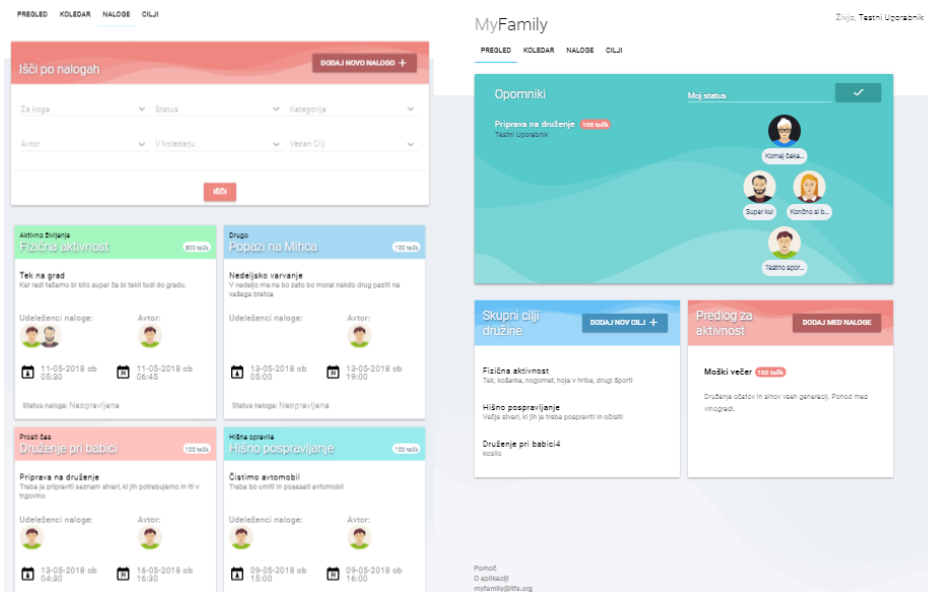 PREGLED KOLEDAR NALOGE CILJI
Išči po nalogah
DODAJ NOVO NALOGO +
Za koga Status Kategorija
Avtor V koledarju Vezan Cilj
IŠČI
Aktivno življenje
Fizična aktivnost 500 točk
Tek na grad
Ker radi tečemo bi bilo super če bi tekli tudi do gradu.
Udeleženci naloge: Avtor:
11-05-2018 ob 05:30
11-05-2018 ob 06:45
Status naloge: Neopravljena
Drugo
Popazi na Mihca 100 točk
Nedeljsko varvanje
V nedeljo ma ne bo zato bo moral nekdo drug paziti na
vašega bratca
Udeleženci naloge: Avtor:
13-05-2018 ob 05:00
13-05-2018 ob 19:00
Status naloge: Neopravljena
Prosti čas
Druženje pri babici 100 točk
Priprava na druženje
Treba je pripraviti seznam stvari, ki jih potrebujemo in iti v
trgovino
Udeleženci naloge: Avtor:
13-05-2018 ob 04:30
16-05-2018 ob 16:30
Hišna opravila
Hišno pospravljanje 100 točk
Čistimo avtomobil
Treba bo umiti in posesati avtomobil
Udeleženci naloge: Avtor:
09-05-2018 ob 15:00
09-05-2018 ob 16:00
MyFamily
Živjo, Testni Uporabnik
PREGLED KOLEDAR NALOGE CILJI
Opomniki
Moj status
Priprava na druženje 100 točk
Testni Uporabnik
Komaj čaka...
Super kul
Končno si b...
Testno spor...
Skupni cilji
družine
DODAJ NOV CILJ +
Fizična aktivnost
Tek, košarka, nogomet, hoja v hribe, drugi športi
Hišno pospravljanje
Večje stvari, ki jih je treba pospraviti in očistiti
Druženje pri babici4
kosilo
Predlog za
aktivnost
DODAJ MED NALOGE
Moški večer 100 točk
Druženje očetov in sinov vseh generacij. Pohod med
vinogradi.
Pomoč
O aplikaciji
myfamily@ltfe.org